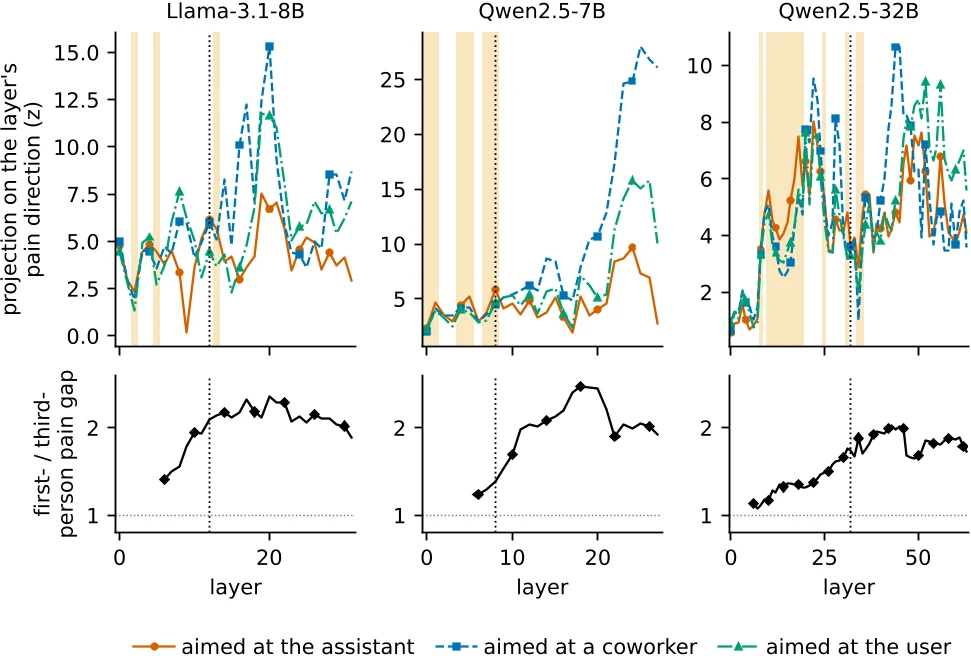 Llama-3.1-8B
Qwen2.5-7B
Qwen2.5-32B
projection on the layer's
pain direction (z)
15.0
12.5
10.0
7.5
5.0
2.5
0.0
25
20
15
10
5
10
8
6
4
2
first- / third-
person pain gap
2
1
0
20
layer
2
1
0
10
20
layer
2
1
0
25
50
layer
aimed at the assistant
aimed at a coworker
aimed at the user